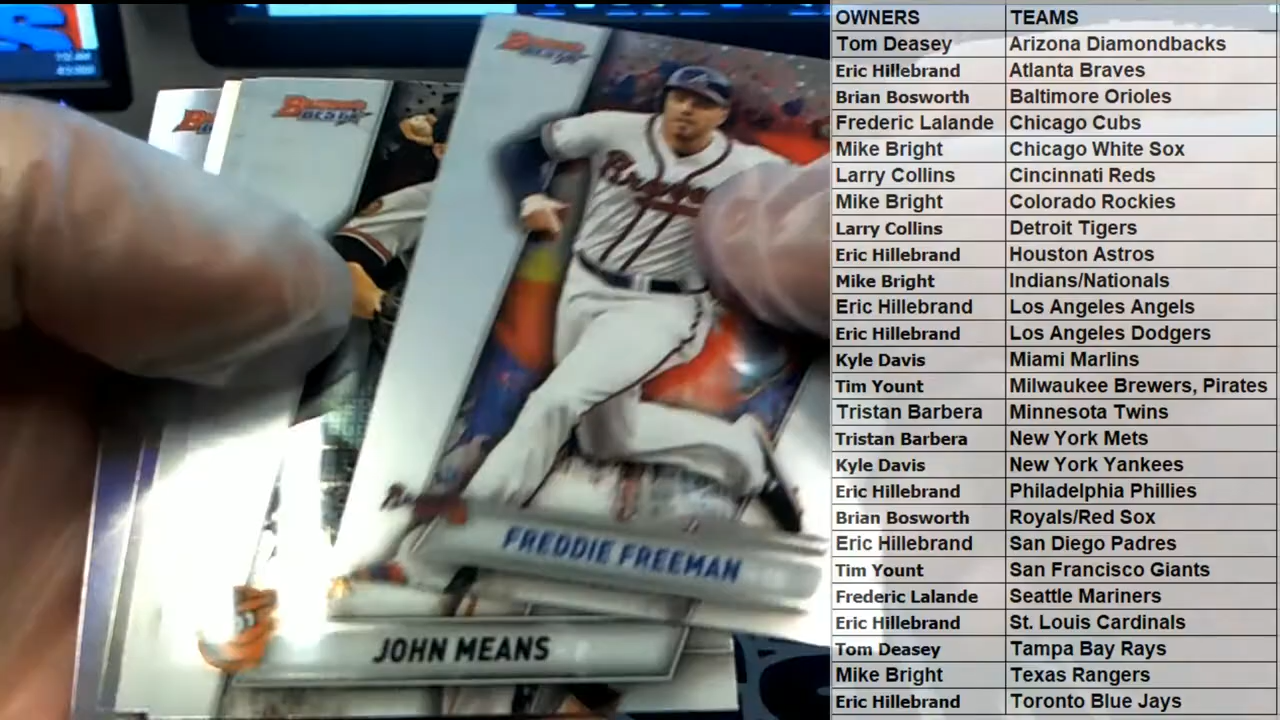 BOWMAN'S
BEST
BOWMAN'S
BEST
Braves
FREDDIE FREEMAN
JOHN MEANS
OWNERS TEAMS
Tom Deasey Arizona Diamondbacks
Eric Hillebrand Atlanta Braves
Brian Bosworth Baltimore Orioles
Frederic Lalande Chicago Cubs
Mike Bright Chicago White Sox
Larry Collins Cincinnati Reds
Mike Bright Colorado Rockies
Larry Collins Detroit Tigers
Eric Hillebrand Houston Astros
Mike Bright Indians/Nationals
Eric Hillebrand Los Angeles Angels
Eric Hillebrand Los Angeles Dodgers
Kyle Davis Miami Marlins
Tim Yount Milwaukee Brewers, Pirates
Tristan Barbera Minnesota Twins
Tristan Barbera New York Mets
Kyle Davis New York Yankees
Eric Hillebrand Philadelphia Phillies
Brian Bosworth Royals/Red Sox
Eric Hillebrand San Diego Padres
Tim Yount San Francisco Giants
Frederic Lalande Seattle Mariners
Eric Hillebrand St. Louis Cardinals
Tom Deasey Tampa Bay Rays
Mike Bright Texas Rangers
Eric Hillebrand Toronto Blue Jays